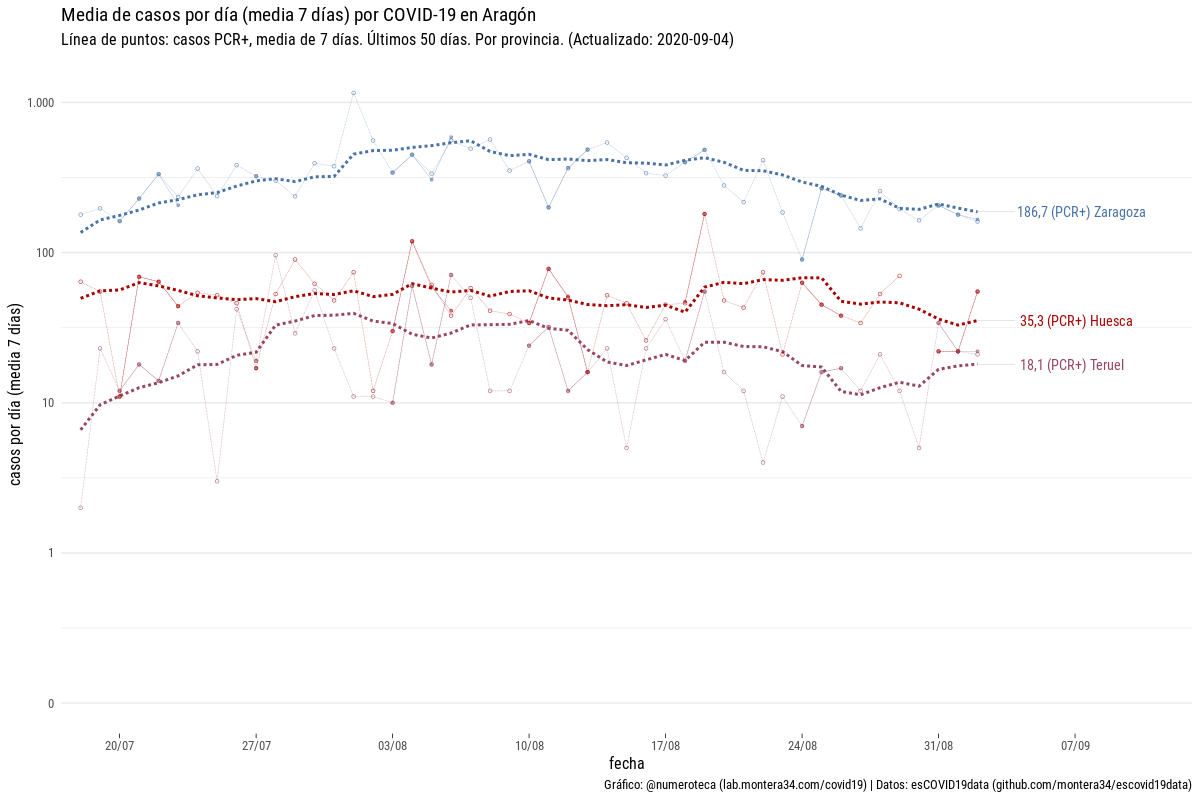 Media de casos por día (media 7 días) por COVID-19 en Aragón
Línea de puntos: casos PCR+, media de 7 días. Últimos 50 días. Por provincia. (Actualizado: 2020-09-04)
casos por día (media 7 días)
1.000
100
10
1
0
186,7 (PCR+) Zaragoza
35,3 (PCR+) Huesca
18,1 (PCR+) Teruel
20/07
27/07
03/08
10/08
17/08
24/08
31/08
07/09
fecha
Gráfico: @numeroteca (lab.montera34.com/covid19) | Datos: esCOVID19data (github.com/montera34/escovid19data)